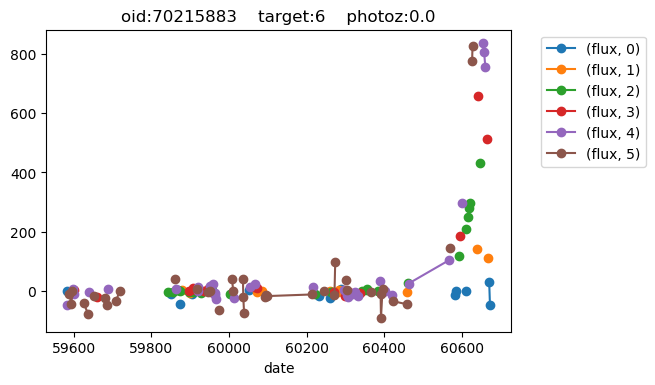 oid:70215883    target:6    photoz:0.0
800
600
400
200
0
59600 59800 60000 60200 60400 60600
date
(flux, 0)
(flux, 1)
(flux, 2)
(flux, 3)
(flux, 4)
(flux, 5)